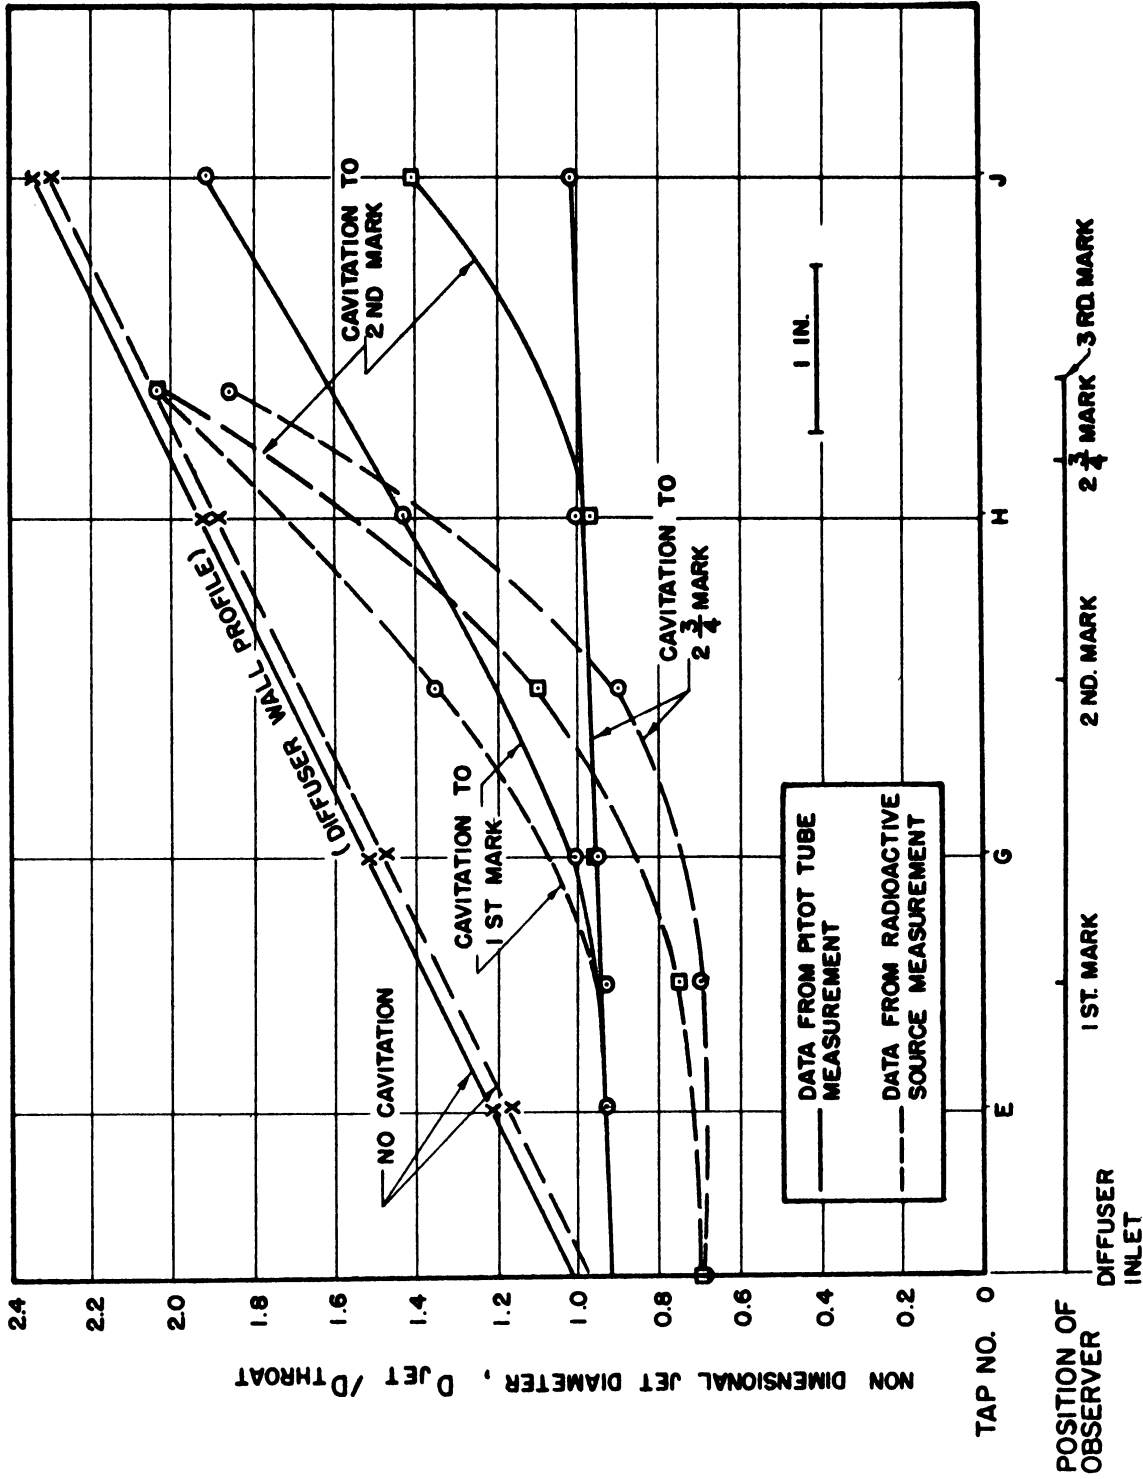 NON DIMENSIONAL JET DIAMETER, D JET / D THROAT
2.4
2.2
2.0
1.8
1.6
1.4
1.2
1.0
0.8
0.6
0.4
0.2
0
NO CAVITATION
(DIFFUSER WALL PROFILE)
CAVITATION TO
1 ST MARK
CAVITATION TO
2 ND MARK
CAVITATION TO
2 3/4 MARK
1 IN.
DATA FROM PITOT TUBE
MEASUREMENT
DATA FROM RADIOACTIVE
SOURCE MEASUREMENT
TAP NO.
E
G
H
J
POSITION OF
OBSERVER
DIFFUSER
INLET
1 ST. MARK
2 ND. MARK
2 3/4 MARK
3 RD. MARK